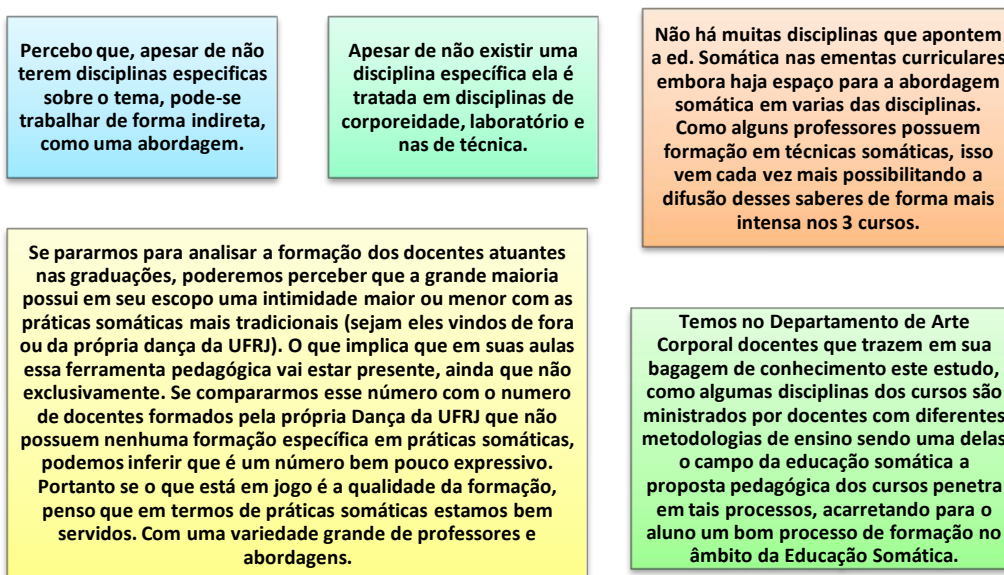 Percebo que, apesar de não
terem disciplinas especificas
sobre o tema, pode-se
trabalhar de forma indireta,
como uma abordagem.
Apesar de não existir uma
disciplina específica ela é
tratada em disciplinas de
corporeidade, laboratório e
nas de técnica.
Não há muitas disciplinas que apontem
a ed. Somática nas ementas curriculares
embora haja espaço para a abordagem
somática em varias das disciplinas.
Como alguns professores possuem
formação em técnicas somáticas, isso
vem cada vez mais possibilitando a
difusão desses saberes de forma mais
intensa nos 3 cursos.
Se pararmos para analisar a formação dos docentes atuantes
nas graduações, poderemos perceber que a grande maioria
possui em seu escopo uma intimidade maior ou menor com as
práticas somáticas mais tradicionais (sejam eles vindos de fora
ou da própria dança da UFRJ). O que implica que em suas aulas
essa ferramenta pedagógica vai estar presente, ainda que não
exclusivamente. Se compararmos esse número com o numero
de docentes formados pela própria Dança da UFRJ que não
possuem nenhuma formação específica em práticas somáticas,
podemos inferir que é um número bem pouco expressivo.
Portanto se o que está em jogo é a qualidade da formação,
penso que em termos de práticas somáticas estamos bem
servidos. Com uma variedade grande de professores e
abordagens.
Temos no Departamento de Arte
Corporal docentes que trazem em sua
bagagem de conhecimento este estudo,
como algumas disciplinas dos cursos são
ministrados por docentes com diferentes
metodologias de ensino sendo uma delas
o campo da educação somática a
proposta pedagógica dos cursos penetra
em tais processos, acarretando para o
aluno um bom processo de formação no
âmbito da Educação Somática.